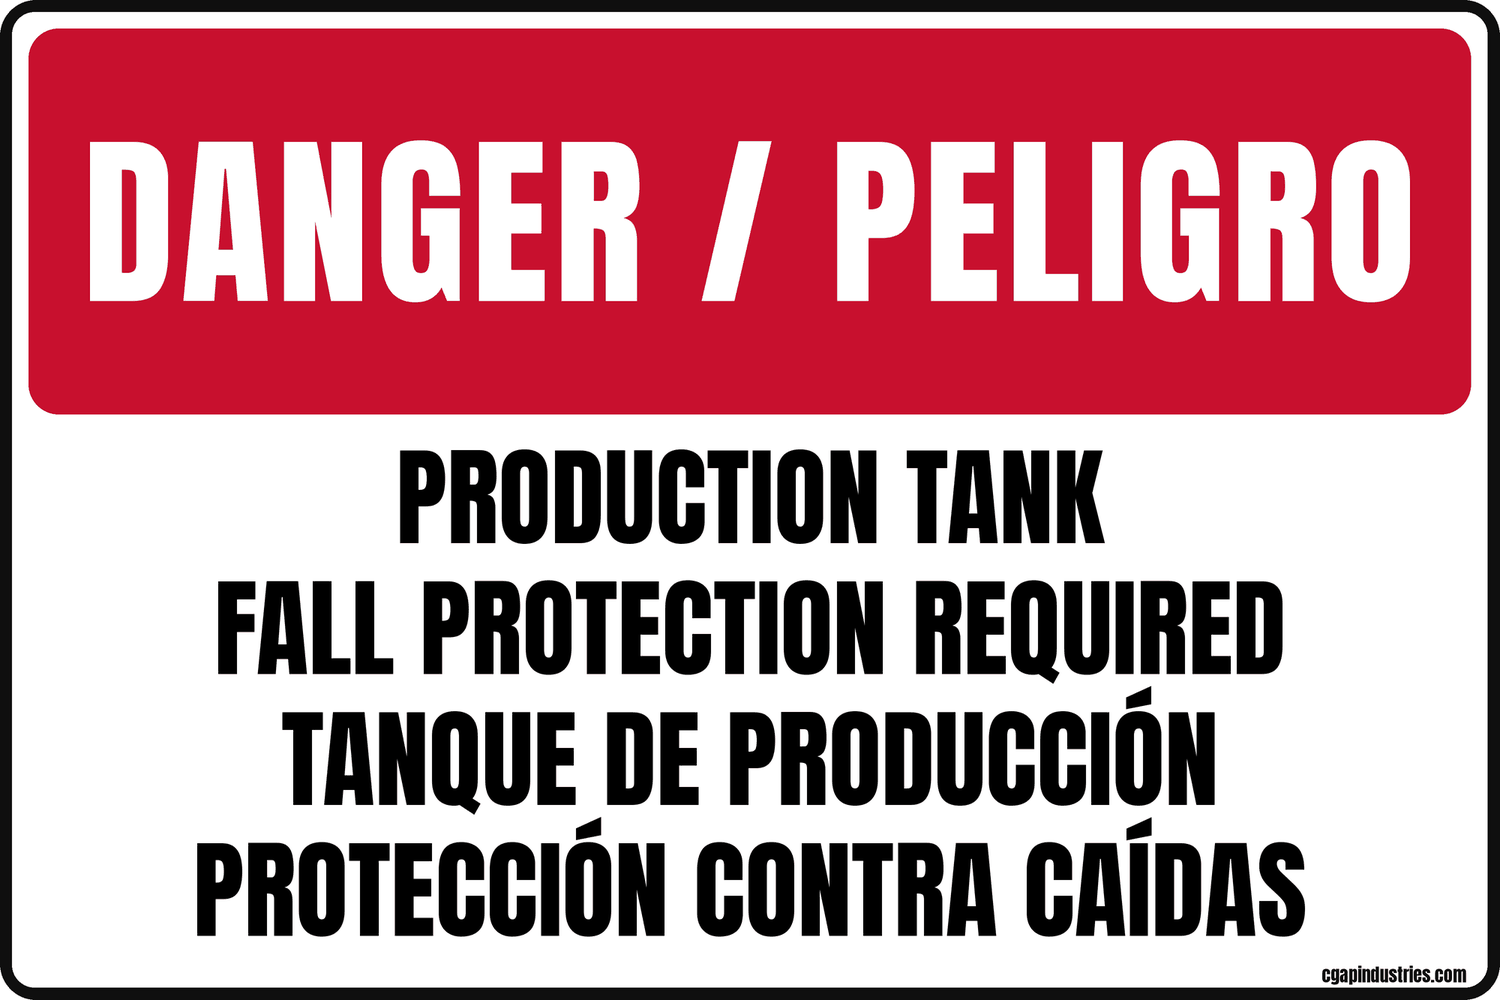 DANGER / PELIGRO
PRODUCTION TANK
FALL PROTECTION REQUIRED
TANQUE DE PRODUCCIÓN
PROTECCIÓN CONTRA CAÍDAS
cgapindustries.com